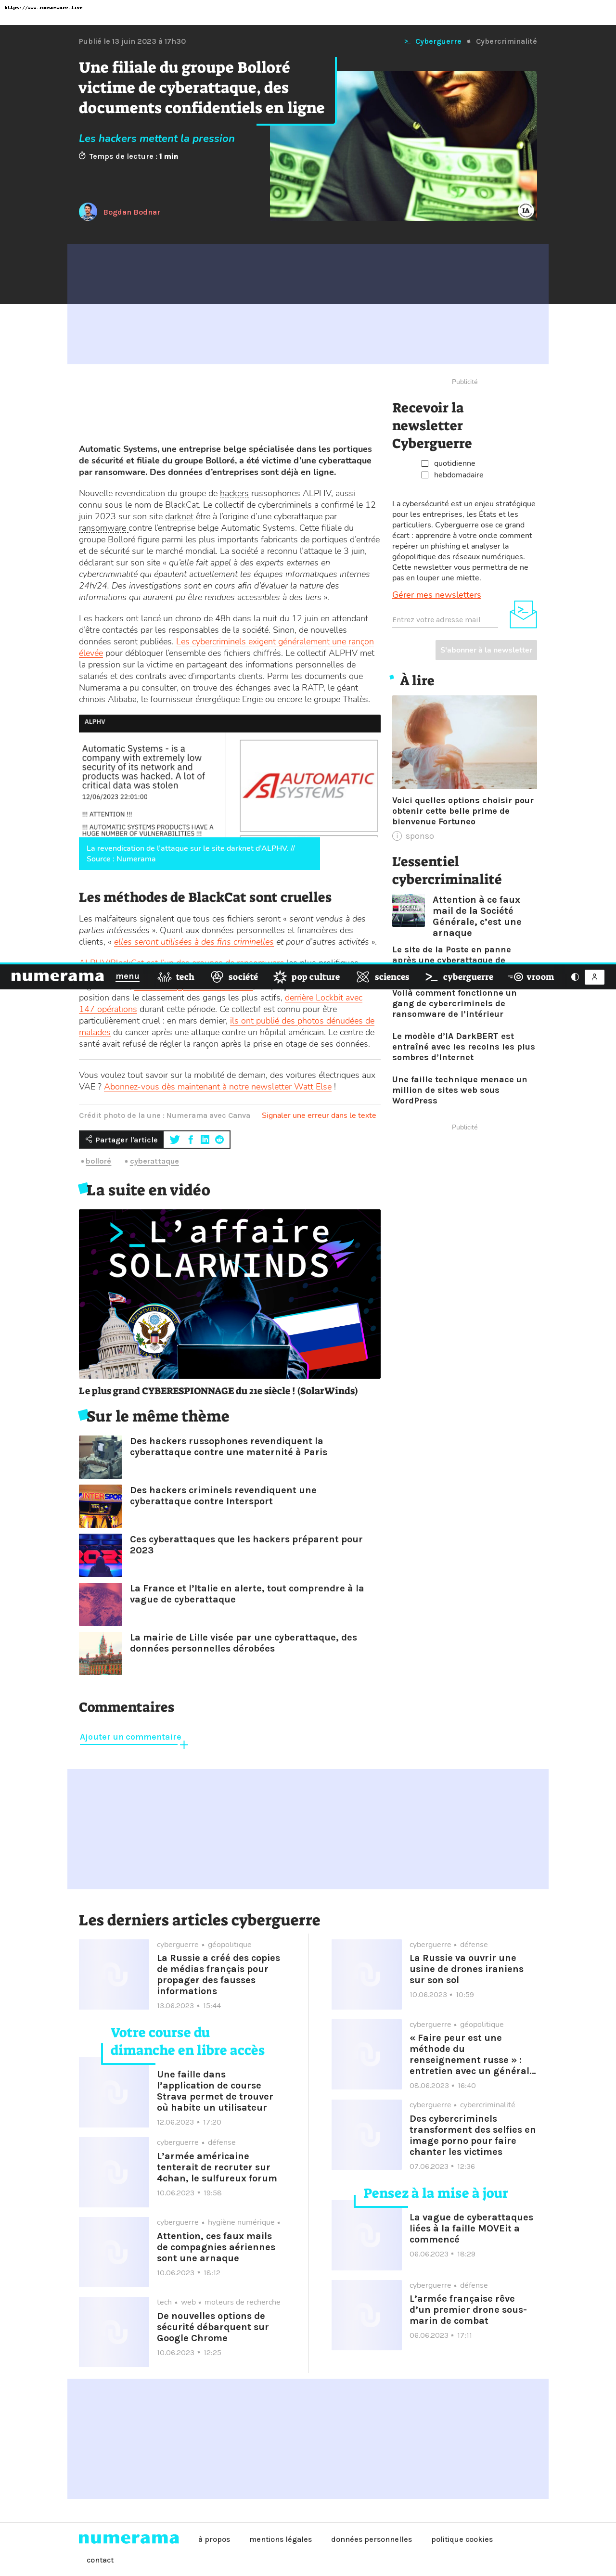 https://www.ransomware.live
Publié le 13 juin 2023 à 17h30
>_ Cyberguerre • Cybercriminalité
Une filiale du groupe Bolloré
victime de cyberattaque, des
documents confidentiels en ligne
Les hackers mettent la pression
Temps de lecture : 1 min
Bogdan Bodnar
IA
Publicité
Automatic Systems, une entreprise belge spécialisée dans les portiques
de sécurité et filiale du groupe Bolloré, a été victime d’une cyberattaque
par ransomware. Des données d’entreprises sont déjà en ligne.
Nouvelle revendication du groupe de hackers russophones ALPHV, aussi
connu sous le nom de BlackCat. Le collectif de cybercriminels a confirmé le 12
juin 2023 sur son site darknet être à l’origine d’une cyberattaque par
ransomware contre l’entreprise belge Automatic Systems. Cette filiale du
groupe Bolloré figure parmi les plus importants fabricants de portiques d’entrée
et de sécurité sur le marché mondial. La société a reconnu l’attaque le 3 juin,
déclarant sur son site « qu’elle fait appel à des experts externes en
cybercriminalité qui épaulent actuellement les équipes informatiques internes
24h/24. Des investigations sont en cours afin d’évaluer la nature des
informations qui auraient pu être rendues accessibles à des tiers ».
Les hackers ont lancé un chrono de 48h dans la nuit du 12 juin en attendant
d’être contactés par les responsables de la société. Sinon, de nouvelles
données seront publiées. Les cybercriminels exigent généralement une rançon
élevée pour débloquer l’ensemble des fichiers chiffrés. Le collectif ALPHV met
la pression sur la victime en partageant des informations personnelles de
salariés et des contrats avec d’importants clients. Parmi les documents que
Numerama a pu consulter, on trouve des échanges avec la RATP, le géant
chinois Alibaba, le fournisseur énergétique Engie ou encore le groupe Thalès.
ALPHV
Automatic Systems - is a
company with extremely low
security of its network and
products was hacked. A lot of
critical data was stolen
12/06/2023 22:01:00
!!! ATTENTION !!!
!!! AUTOMATIC SYSTEMS PRODUCTS HAVE A
HUGE NUMBER OF VULNERABILITIES !!!
AUTOMATIC
SYSTEMS
La revendication de l’attaque sur le site darknet d’ALPHV. //
Source : Numerama
Les méthodes de BlackCat sont cruelles
Les malfaiteurs signalent que tous ces fichiers seront « seront vendus à des
parties intéressées ». Quant aux données personnelles et financières des
clients, « elles seront utilisées à des fins criminelles et pour d’autres activités ».
ALPHV/BlackCat est l’un des groupes de ransomware les plus prolifiques
position dans le classement des gangs les plus actifs, derrière Lockbit avec
147 opérations durant cette période. Ce collectif est connu pour être
particulièrement cruel : en mars dernier, ils ont publié des photos dénudées de
malades du cancer après une attaque contre un hôpital américain. Le centre de
santé avait refusé de régler la rançon après la prise en otage de ses données.
Vous voulez tout savoir sur la mobilité de demain, des voitures électriques aux
VAE ? Abonnez-vous dès maintenant à notre newsletter Watt Else !
Crédit photo de la une : Numerama avec Canva
Signaler une erreur dans le texte
Partager l'article
bolloré
cyberattaque
Recevoir la
newsletter
Cyberguerre
quotidienne
hebdomadaire
La cybersécurité est un enjeu stratégique
pour les entreprises, les États et les
particuliers. Cyberguerre ose ce grand
écart : apprendre à votre oncle comment
repérer un phishing et analyser la
géopolitique des réseaux numériques.
Cette newsletter vous permettra de ne
pas en louper une miette.
Gérer mes newsletters
Entrez votre adresse mail
S'abonner à la newsletter
À lire
Voici quelles options choisir pour
obtenir cette belle prime de
bienvenue Fortuneo
sponso
L'essentiel
cybercriminalité
SOCIETE GENERALE
Attention à ce faux
mail de la Société
Générale, c’est une
arnaque
Le site de la Poste en panne
après une cyberattaque de
numerama
menu
tech
société
pop culture
sciences
cyberguerre
vroom
Voilà comment fonctionne un
gang de cybercriminels de
ransomware de l’intérieur
Le modèle d’IA DarkBERT est
entraîné avec les recoins les plus
sombres d’Internet
Une faille technique menace un
million de sites web sous
WordPress
Publicité
La suite en vidéo
>_L'affaire
SOLARWINDS
Le plus grand CYBERESPIONNAGE du 21e siècle ! (SolarWinds)
Sur le même thème
Des hackers russophones revendiquent la
cyberattaque contre une maternité à Paris
INTERSPORT
Des hackers criminels revendiquent une
cyberattaque contre Intersport
2023
Ces cyberattaques que les hackers préparent pour
2023
La France et l’Italie en alerte, tout comprendre à la
vague de cyberattaque
La mairie de Lille visée par une cyberattaque, des
données personnelles dérobées
Commentaires
Ajouter un commentaire
Les derniers articles cyberguerre
cyberguerre • géopolitique
La Russie a créé des copies
de médias français pour
propager des fausses
informations
13.06.2023 • 15:44
Votre course du
dimanche en libre accès
Une faille dans
l’application de course
Strava permet de trouver
où habite un utilisateur
12.06.2023 • 17:20
cyberguerre • défense
L’armée américaine
tenterait de recruter sur
4chan, le sulfureux forum
10.06.2023 • 19:58
cyberguerre • hygiène numérique •
Attention, ces faux mails
de compagnies aériennes
sont une arnaque
10.06.2023 • 18:12
tech • web • moteurs de recherche
De nouvelles options de
sécurité débarquent sur
Google Chrome
10.06.2023 • 12:25
cyberguerre • défense
La Russie va ouvrir une
usine de drones iraniens
sur son sol
10.06.2023 • 10:59
cyberguerre • géopolitique
« Faire peur est une
méthode du
renseignement russe » :
entretien avec un général...
08.06.2023 • 16:40
cyberguerre • cybercriminalité
Des cybercriminels
transforment des selfies en
image porno pour faire
chanter les victimes
07.06.2023 • 12:36
Pensez à la mise à jour
La vague de cyberattaques
liées à la faille MOVEit a
commencé
06.06.2023 • 18:29
cyberguerre • défense
L’armée française rêve
d’un premier drone sous-
marin de combat
06.06.2023 • 17:11
numerama
à propos
mentions légales
données personnelles
politique cookies
contact